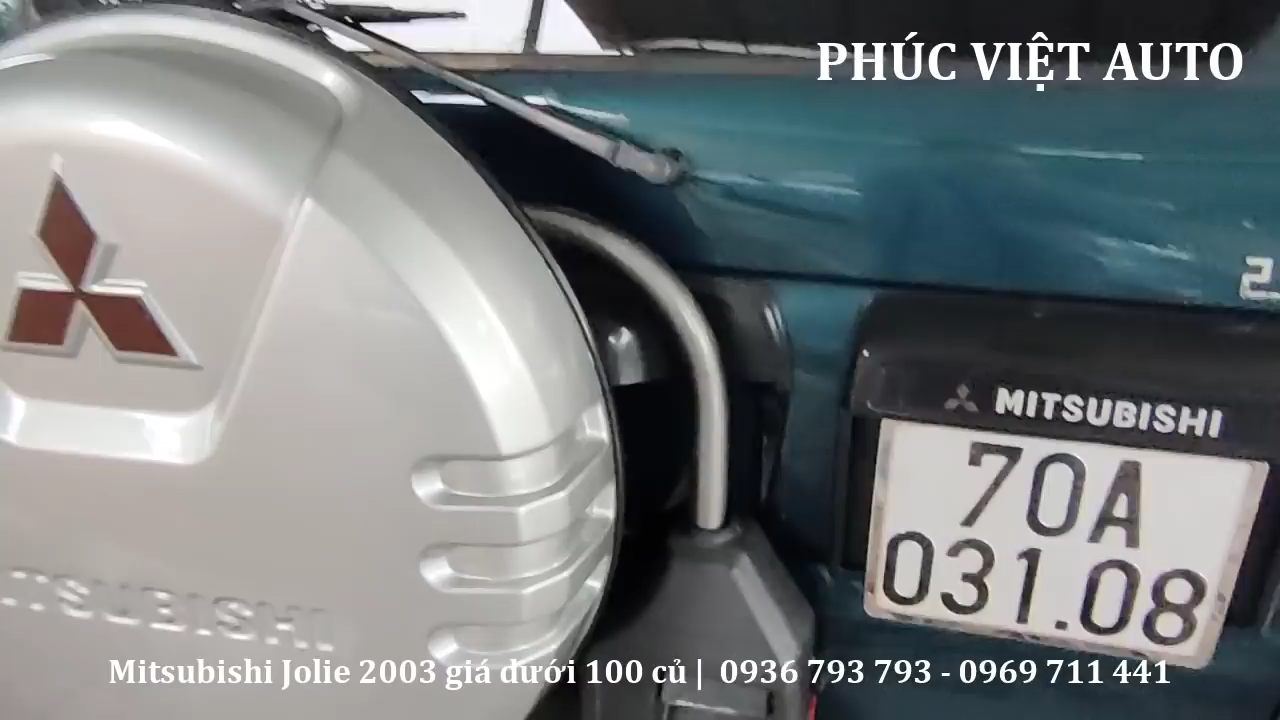 PHÚC VIỆT AUTO
2.
MITSUBISHI
70A
031.08
MITSUBISHI
Mitsubishi Jolie 2003 giá dưới 100 củ | 0936 793 793 - 0969 711 441